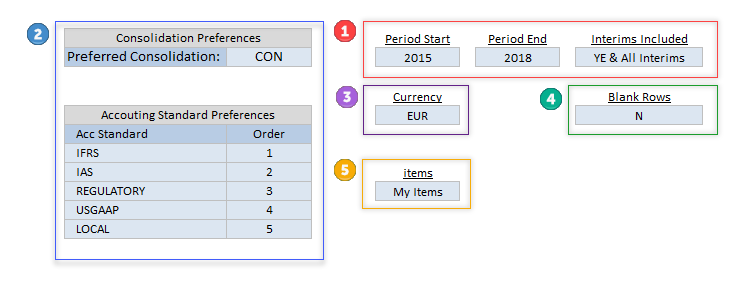 2
Consolidation Preferences
Preferred Consolidation: CON
Accouting Standard Preferences
Acc Standard Order
IFRS 1
IAS 2
REGULATORY 3
USGAAP 4
LOCAL 5
1
Period Start Period End Interims Included
2015 2018 YE & All Interims
3
Currency
EUR
4
Blank Rows
N
5
items
My Items